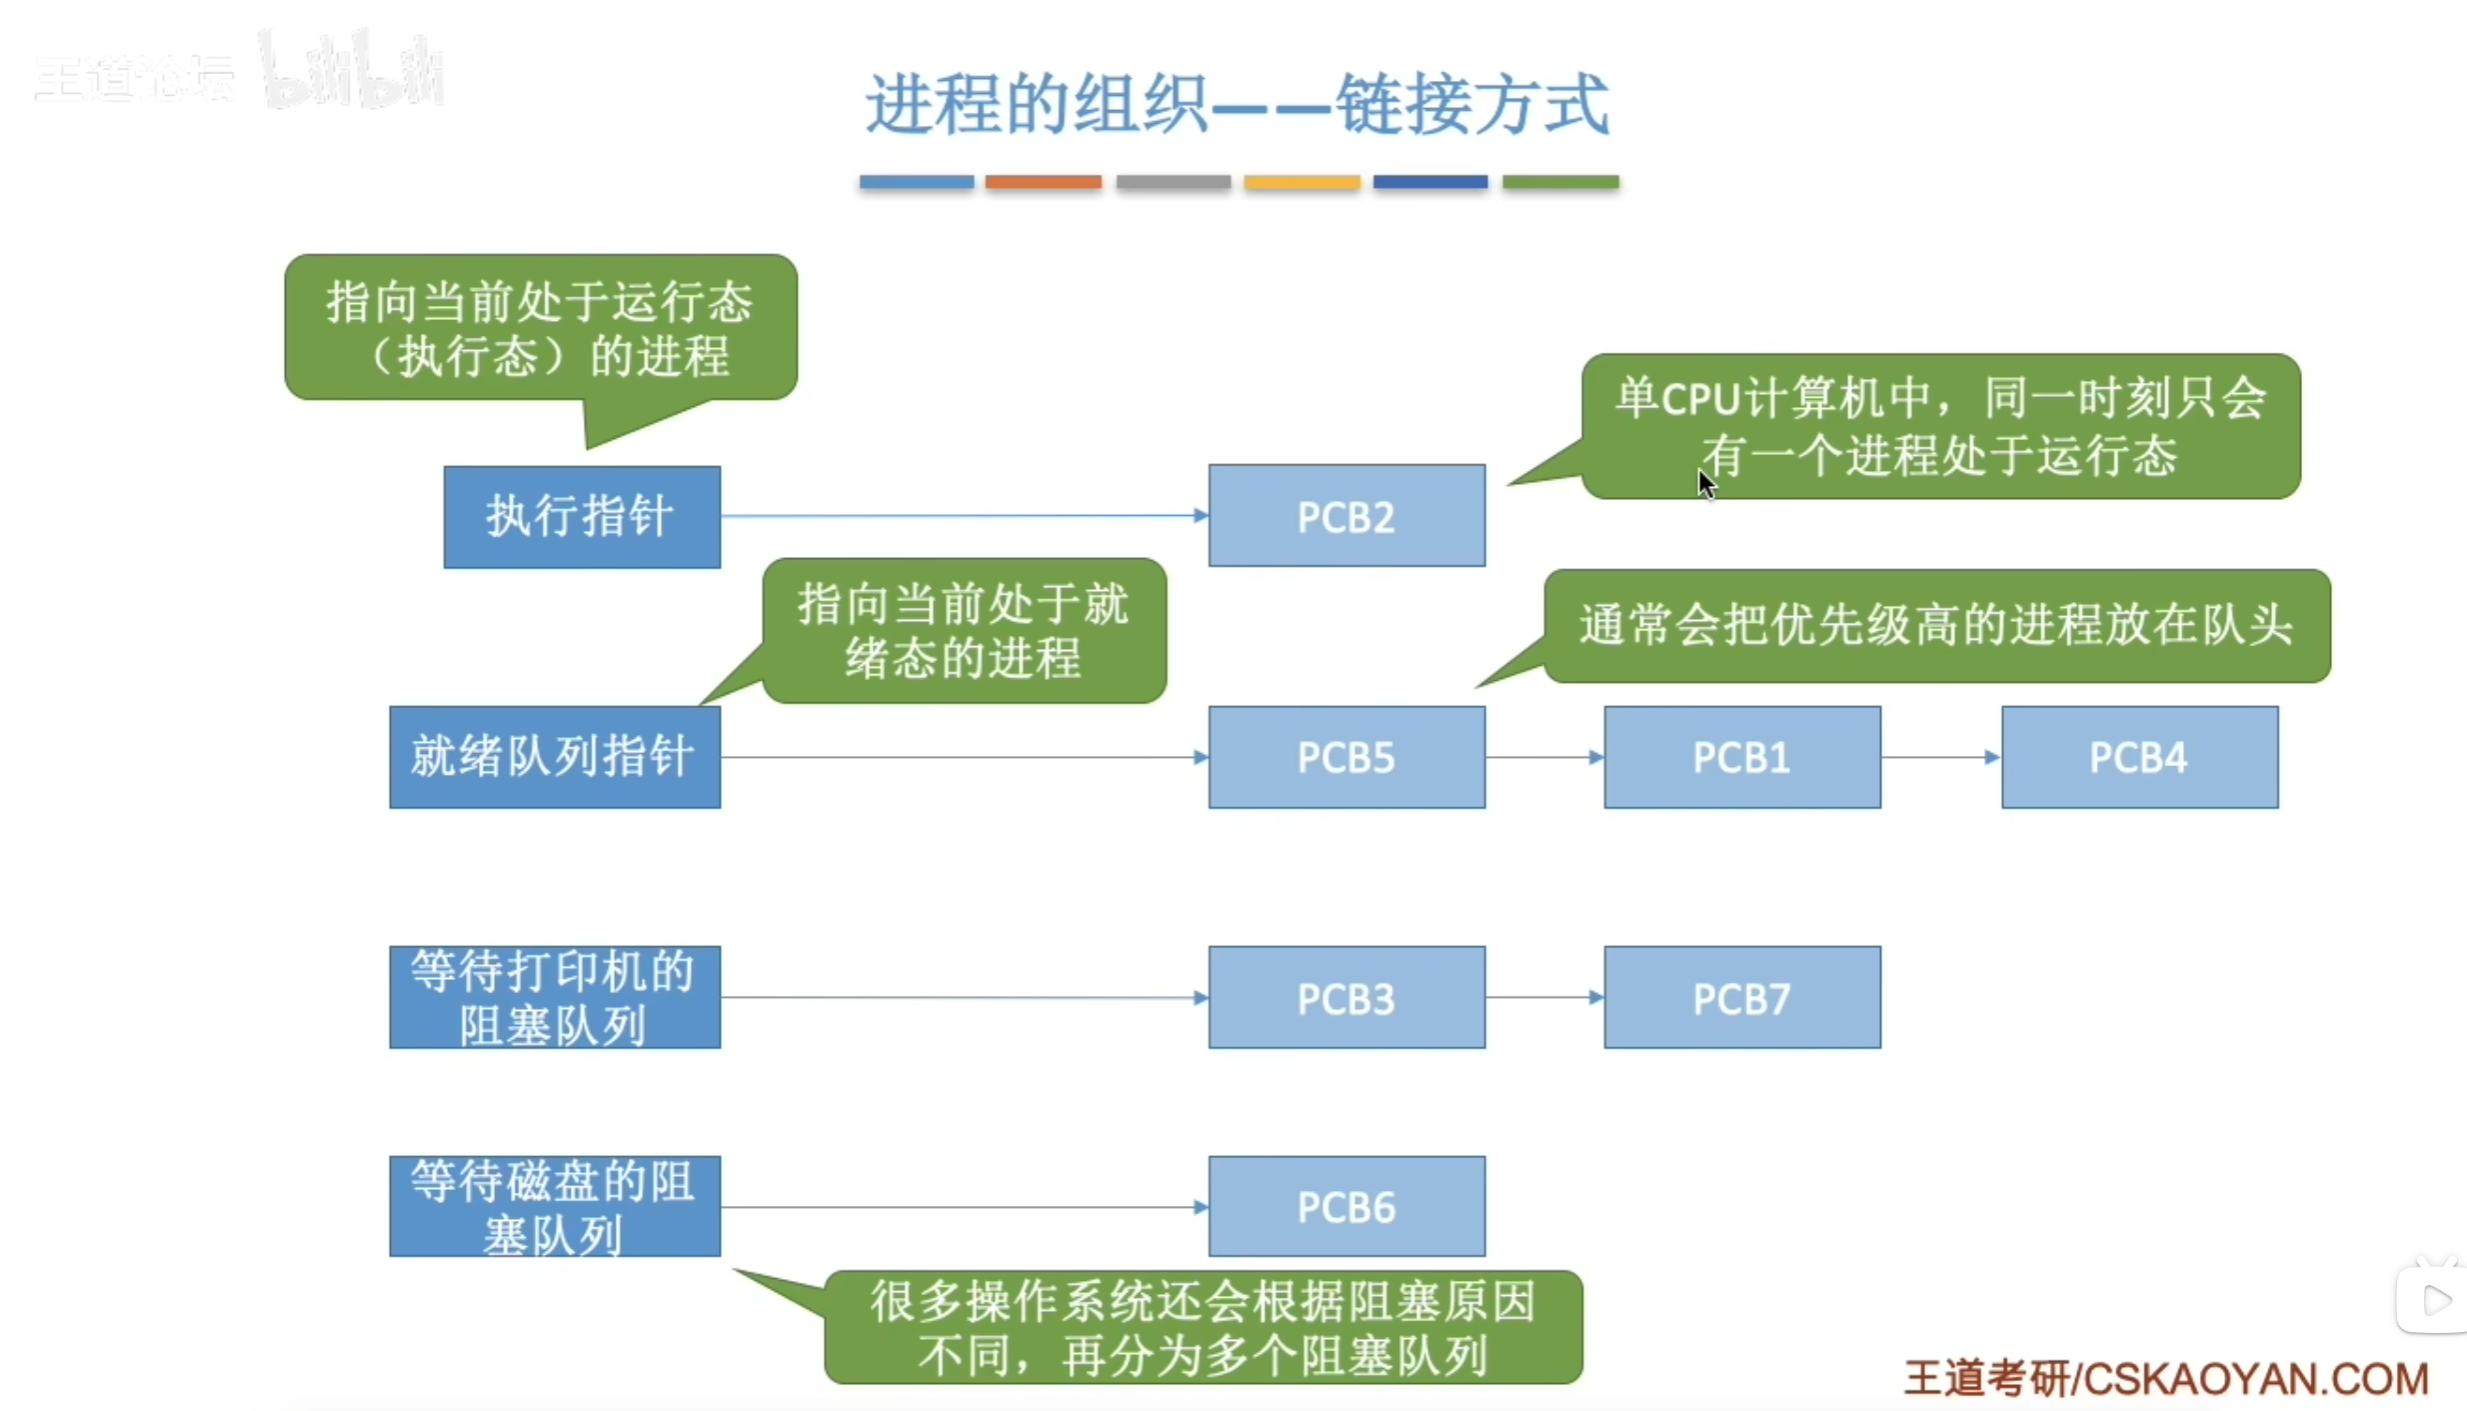 王道论坛 bilibili
进程的组织——链接方式
指向当前处于运行态
（执行态）的进程
单CPU计算机中，同一时刻只会
有一个进程处于运行态
执行指针
PCB2
指向当前处于就
绪态的进程
通常会把优先级高的进程放在队头
就绪队列指针
PCB5
PCB1
PCB4
等待打印机的
阻塞队列
PCB3
PCB7
等待磁盘的阻
塞队列
PCB6
很多操作系统还会根据阻塞原因
不同，再分为多个阻塞队列
王道考研/CSKAOYAN.COM